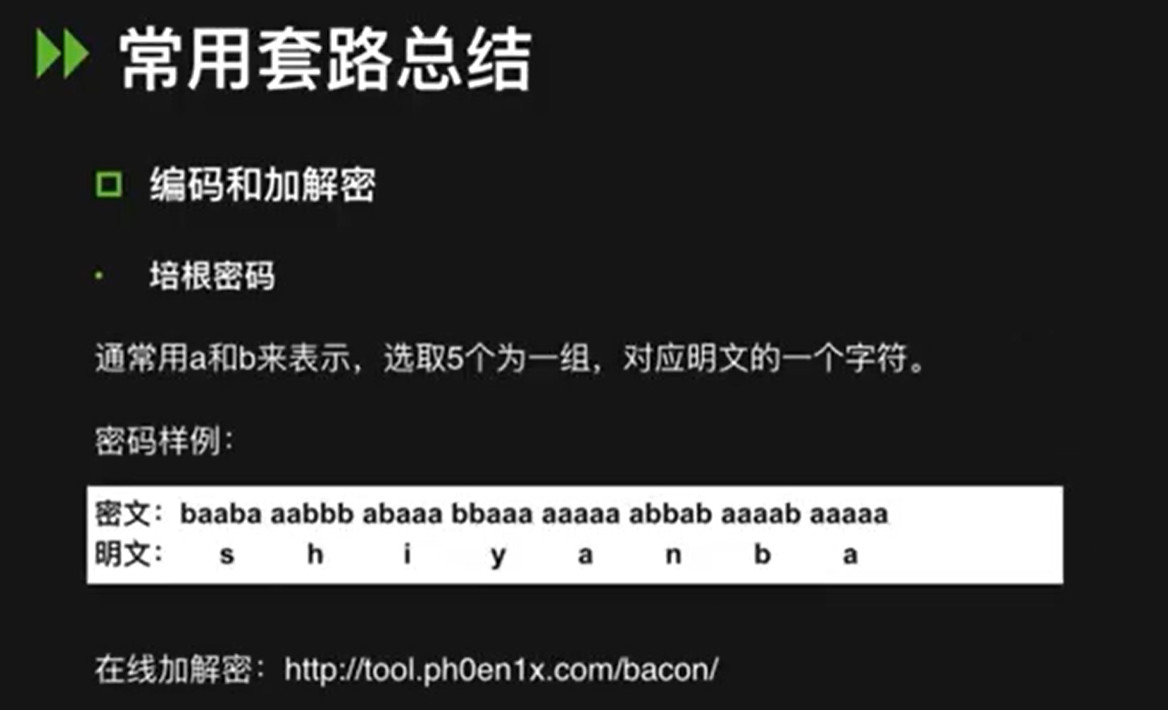 常用套路总结
编码和加解密
培根密码
通常用a和b来表示，选取5个为一组，对应明文的一个字符。
密码样例：
密文：baaba aabbb abaaa bbaaa aaaaa abbab aaaab aaaaa
明文： s h i y a n b a
在线加解密：http://tool.ph0en1x.com/bacon/